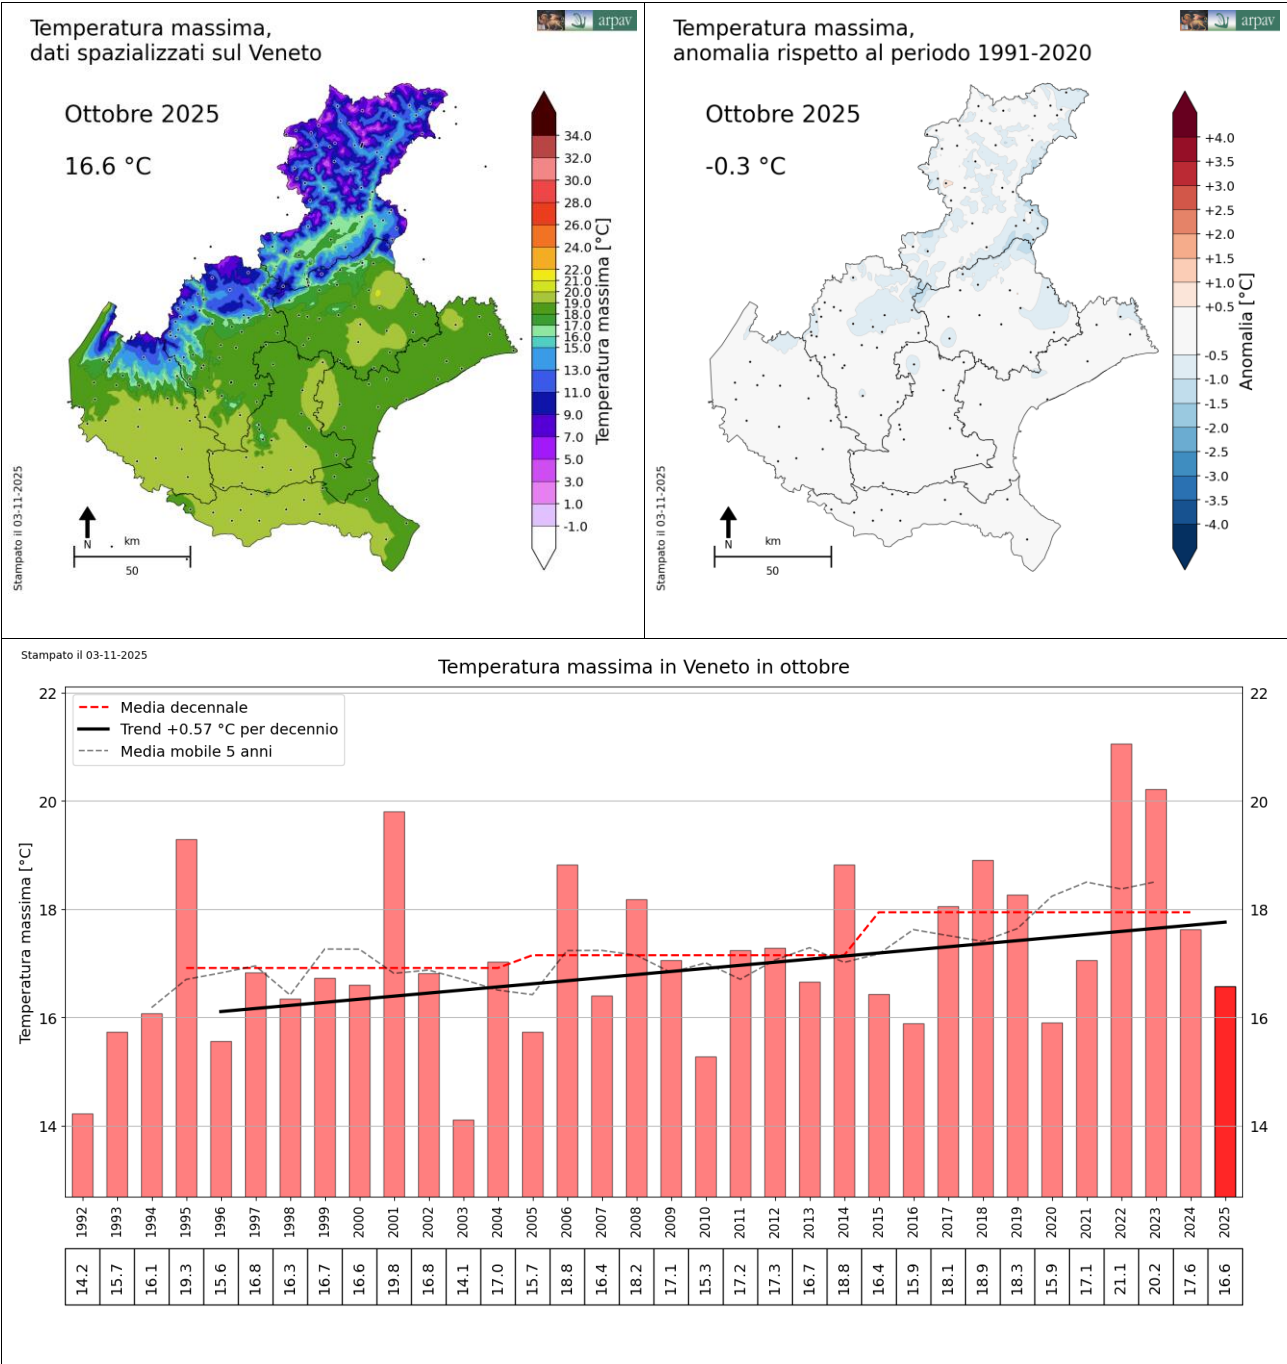 Temperatura massima,
dati spazializzati sul Veneto
arpav
Ottobre 2025
16.6 °C
34.0
32.0
30.0
28.0
26.0
24.0
22.0
21.0
20.0
19.0
18.0
17.0
16.0
15.0
13.0
11.0
9.0
7.0
5.0
3.0
1.0
-1.0
Temperatura massima [°C]
Stampato il 03-11-2025
N
km
50
Temperatura massima,
anomalia rispetto al periodo 1991-2020
arpav
Ottobre 2025
-0.3 °C
+4.0
+3.5
+3.0
+2.5
+2.0
+1.5
+1.0
+0.5
-0.5
-1.0
-1.5
-2.0
-2.5
-3.0
-3.5
-4.0
Anomalia [°C]
Stampato il 03-11-2025
N
km
50
Stampato il 03-11-2025
Temperatura massima in Veneto in ottobre
Media decennale
Trend +0.57 °C per decennio
Media mobile 5 anni
Temperatura massima [°C]
22
20
18
16
14
22
20
18
16
14
1992 1993 1994 1995 1996 1997 1998 1999 2000 2001 2002 2003 2004 2005 2006 2007 2008 2009 2010 2011 2012 2013 2014 2015 2016 2017 2018 2019 2020 2021 2022 2023 2024 2025
14.2 15.7 16.1 19.3 15.6 16.8 16.3 16.7 16.6 19.8 16.8 14.1 17.0 15.7 18.8 16.4 18.2 17.1 15.3 17.2 17.3 16.7 18.8 16.4 15.9 18.1 18.9 18.3 15.9 17.1 21.1 20.2 17.6 16.6